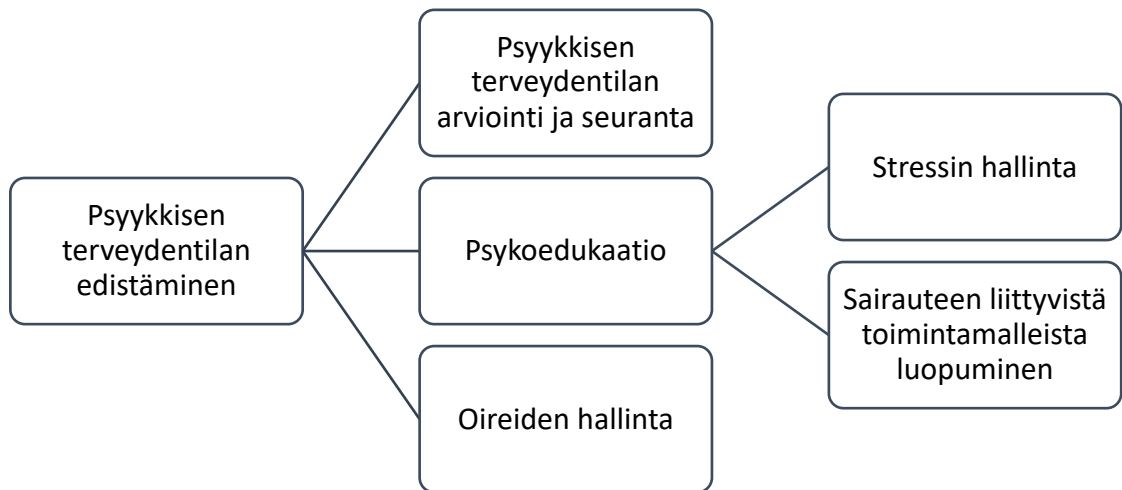 Psyykkisen
terveydentilan
edistäminen
Psyykkisen
terveydentilan
arviointi ja seuranta
Psykoedukaatio
Oireiden hallinta
Stressin hallinta
Sairauteen liittyvistä
toimintamalleista
luopuminen